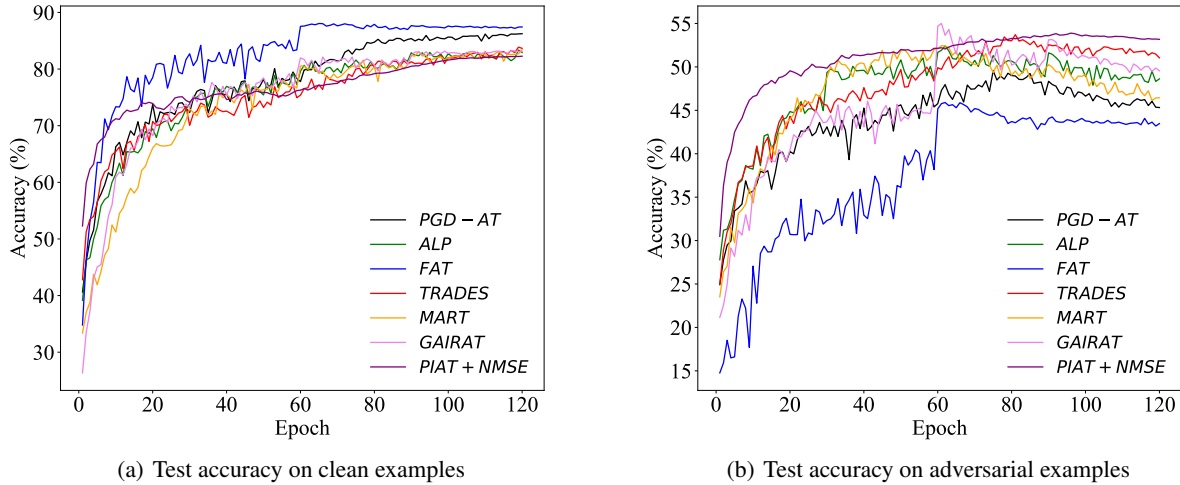 90
80
70
60
50
40
30
Accuracy (%)
0 20 40 60 80 100 120
Epoch
PGD − AT
ALP
FAT
TRADES
MART
GAIRAT
PIAT + NMSE
(a) Test accuracy on clean examples
55
50
45
40
35
30
25
20
15
Accuracy (%)
0 20 40 60 80 100 120
Epoch
PGD − AT
ALP
FAT
TRADES
MART
GAIRAT
PIAT + NMSE
(b) Test accuracy on adversarial examples